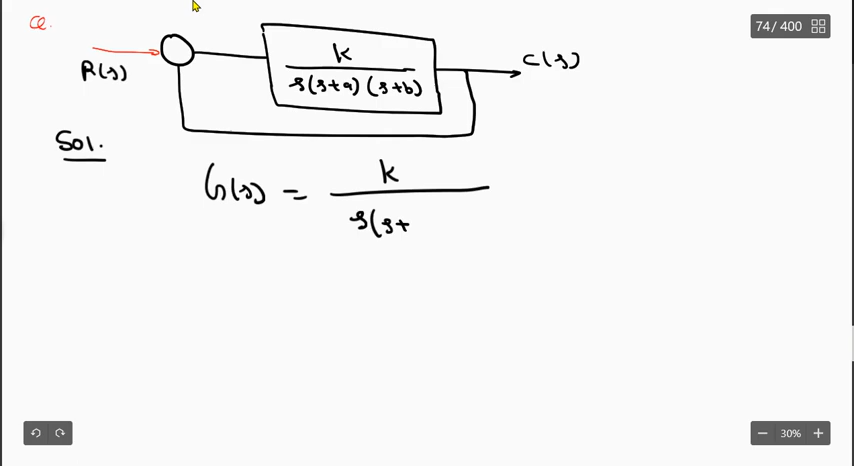 Q.
74/400
R(s)
k
s(s+a)(s+b)
C(s)
Sol.
G(s) =
k
s(s+
30%